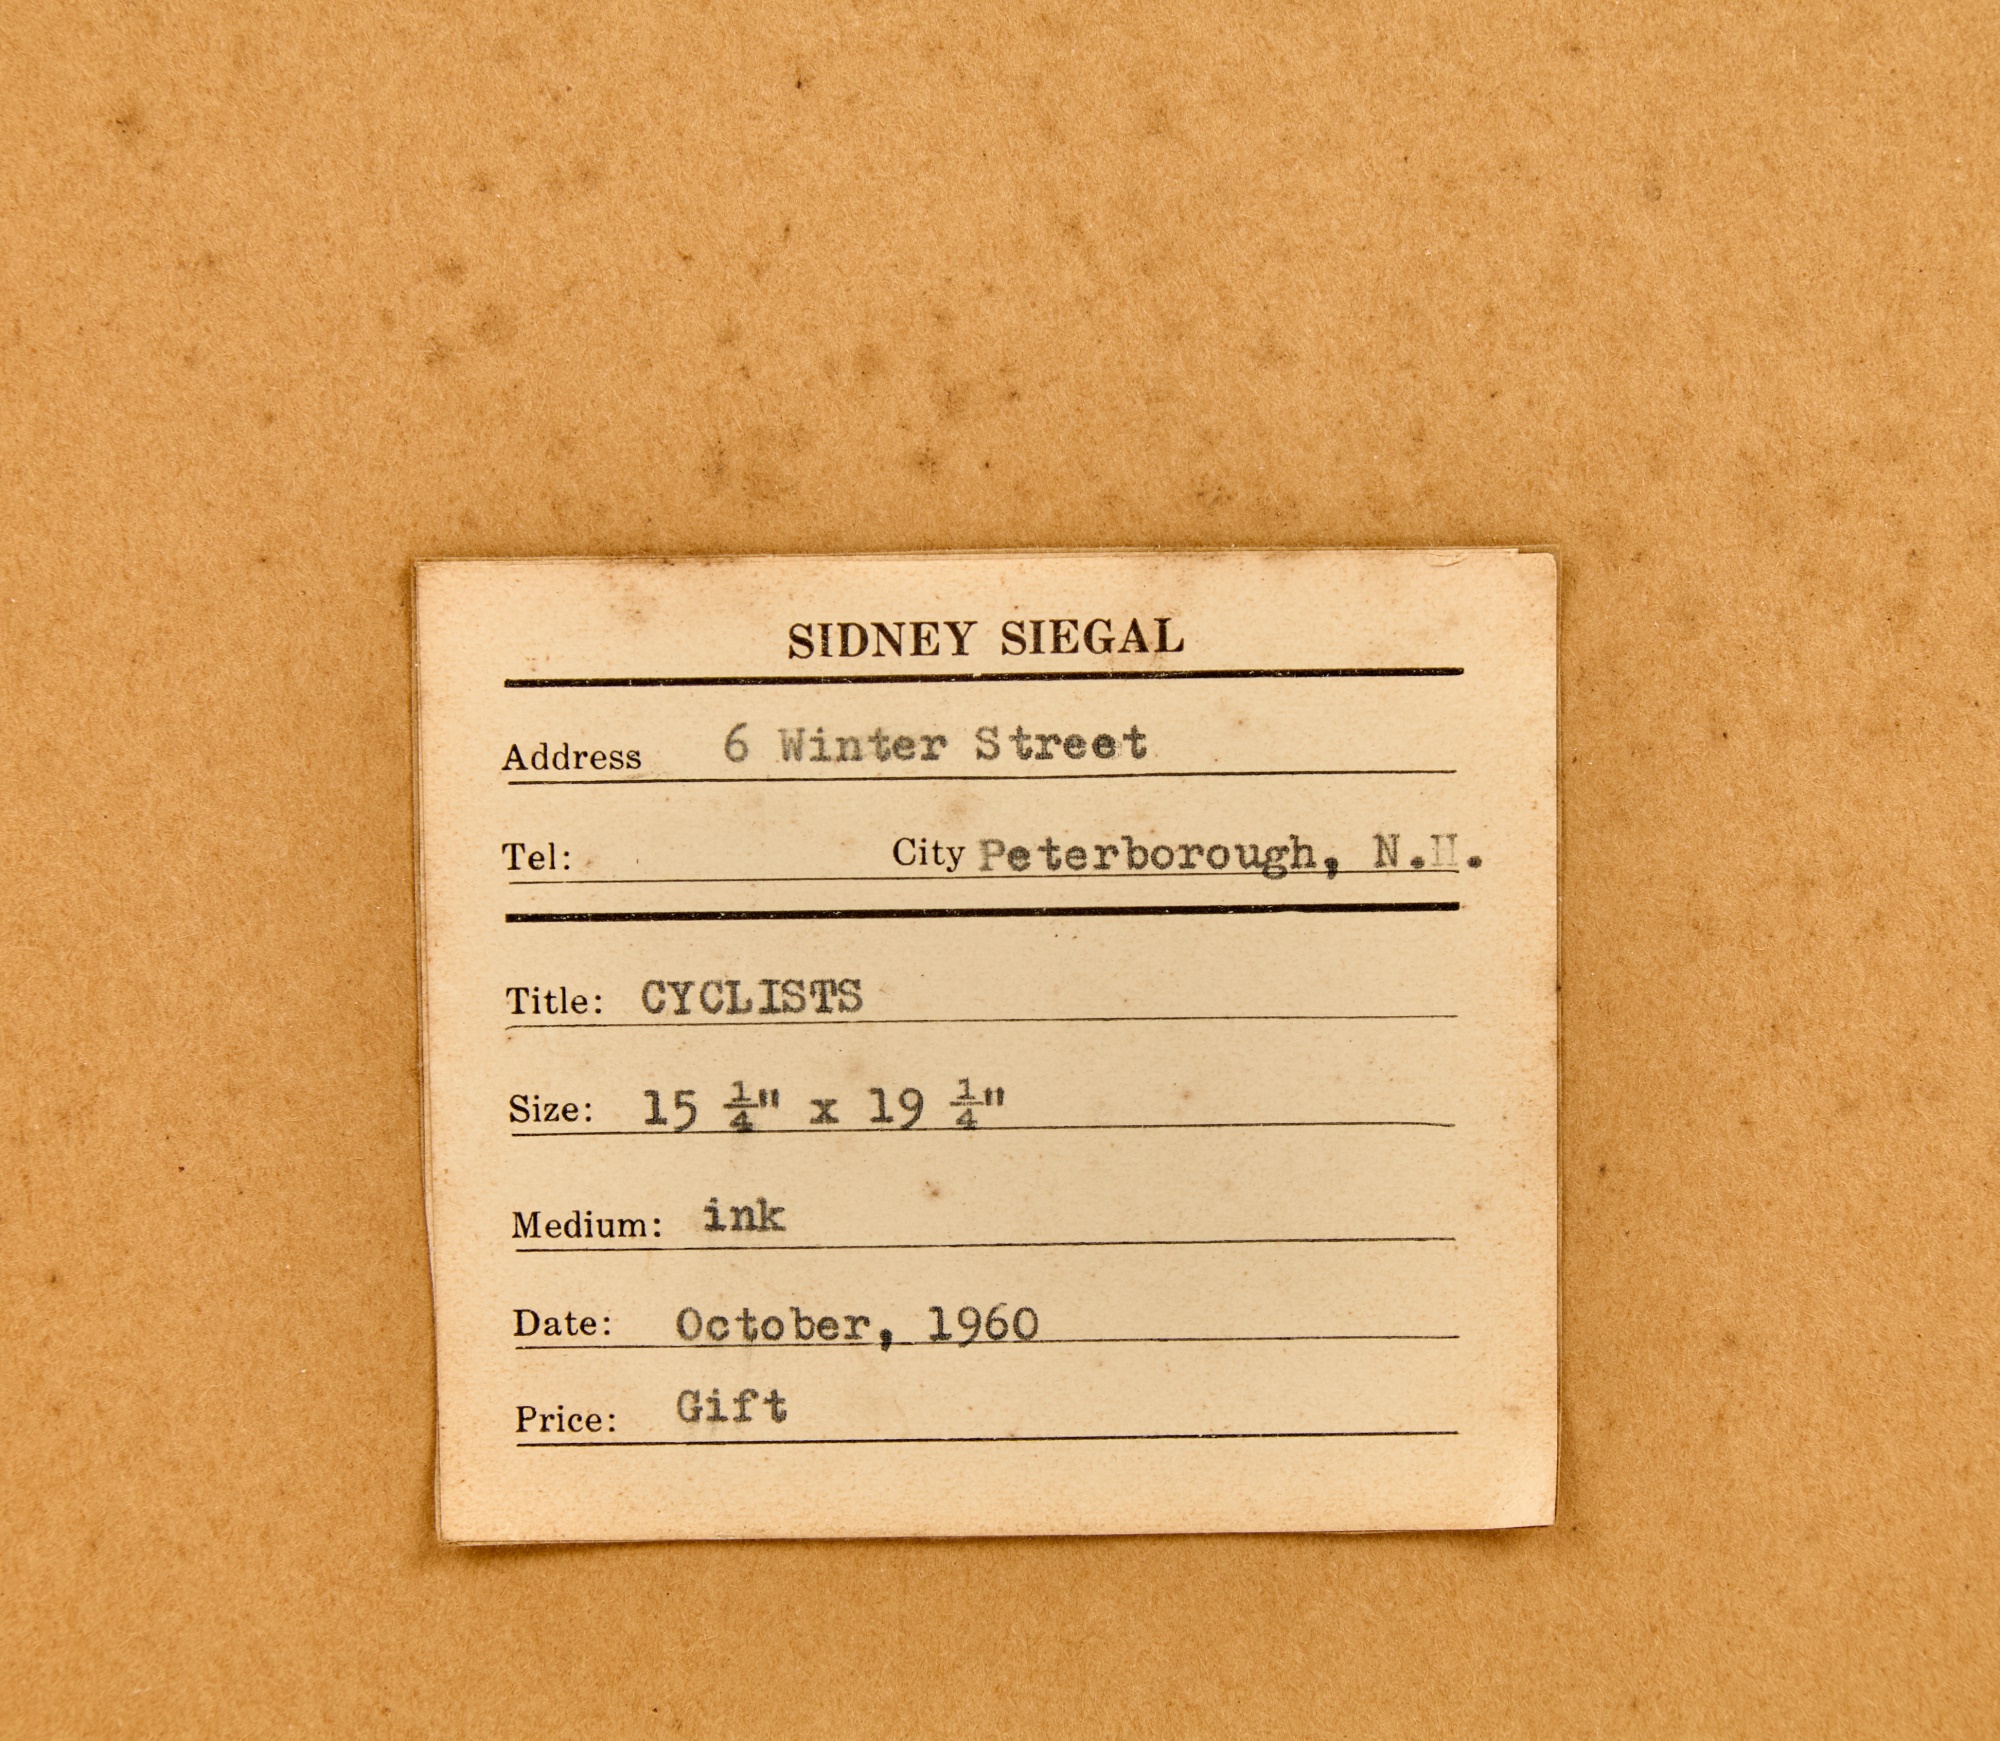 SIDNEY SIEGAL
Address 6 Winter Street
Tel: City Peterborough, N.H.
Title: CYCLISTS
Size: 15 ¼" x 19 ¼"
Medium: ink
Date: October, 1960
Price: Gift